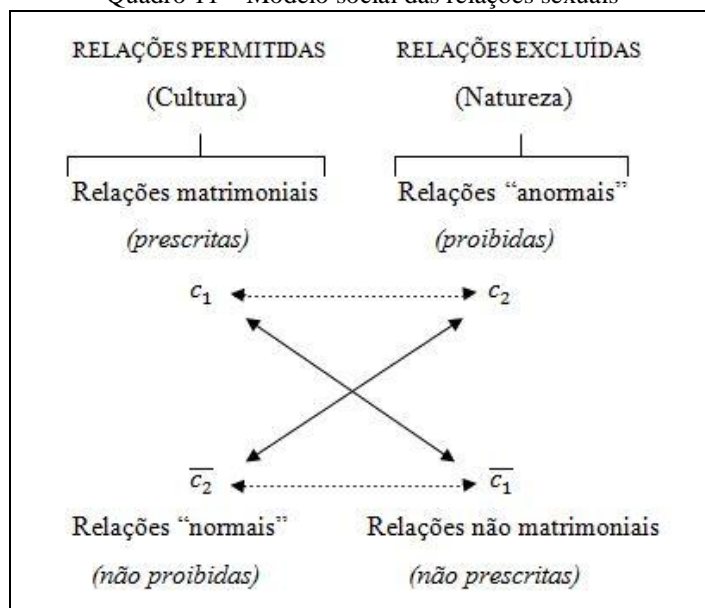 Quadro 11 – Modelo social das relações sexuais
RELAÇÕES PERMITIDAS RELAÇÕES EXCLUÍDAS
(Cultura) (Natureza)
Relações matrimoniais Relações “anormais”
(prescritas) (proibidas)
c₁ c₂
c̅₂ c̅₁
Relações “normais” Relações não matrimoniais
(não proibidas) (não prescritas)